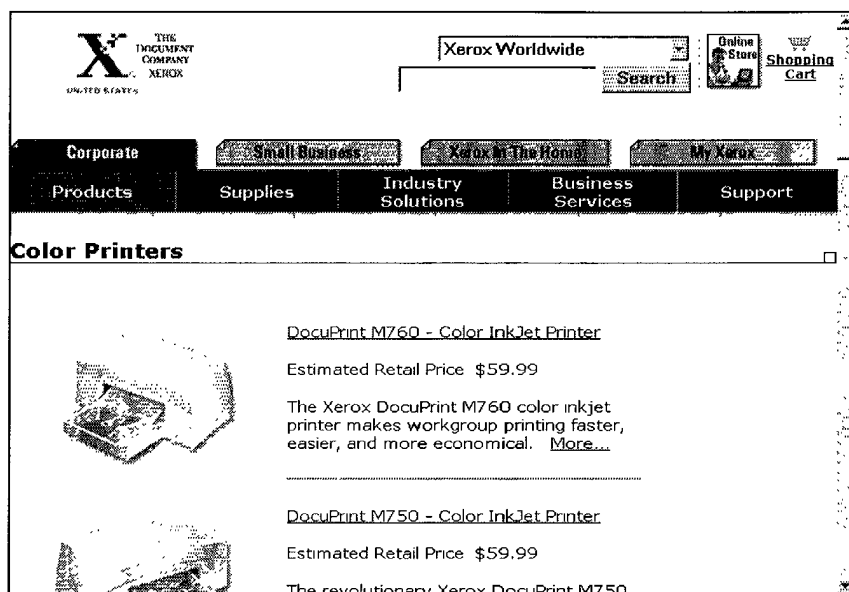 THE
DOCUMENT
COMPANY
XEROX
UNITED STATES
Xerox Worldwide
Search
Online
Store
Shopping
Cart
Corporate
Small Business
Xerox In The Home
My Xerox
Products
Supplies
Industry
Solutions
Business
Services
Support
Color Printers
DocuPrint M760 - Color InkJet Printer
Estimated Retail Price $59.99
The Xerox DocuPrint M760 color inkjet
printer makes workgroup printing faster,
easier, and more economical. More...
DocuPrint M750 - Color InkJet Printer
Estimated Retail Price $59.99
The revolutionary Xerox DocuPrint M750